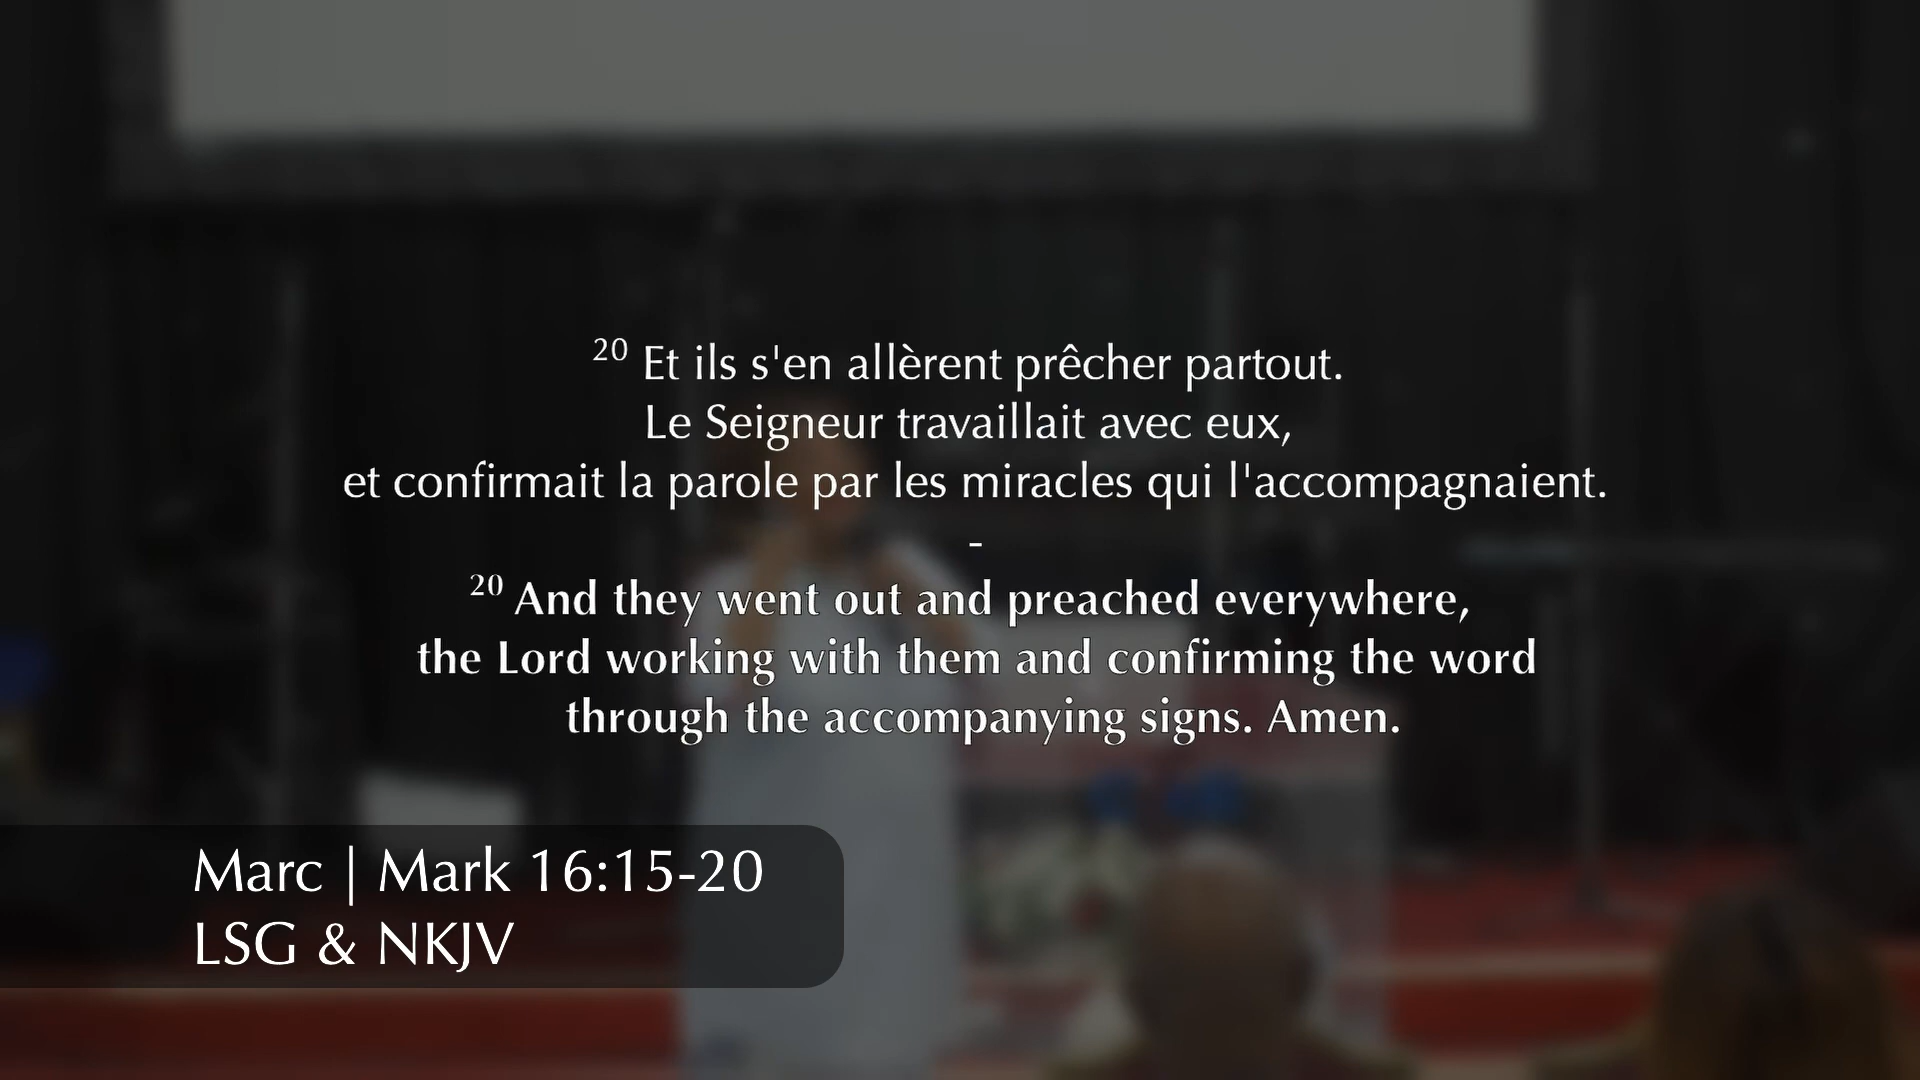 20 Et ils s'en allèrent prêcher partout.
Le Seigneur travaillait avec eux,
et confirmait la parole par les miracles qui l'accompagnaient.
-
20 And they went out and preached everywhere,
the Lord working with them and confirming the word
through the accompanying signs. Amen.
Marc | Mark 16:15-20
LSG & NKJV